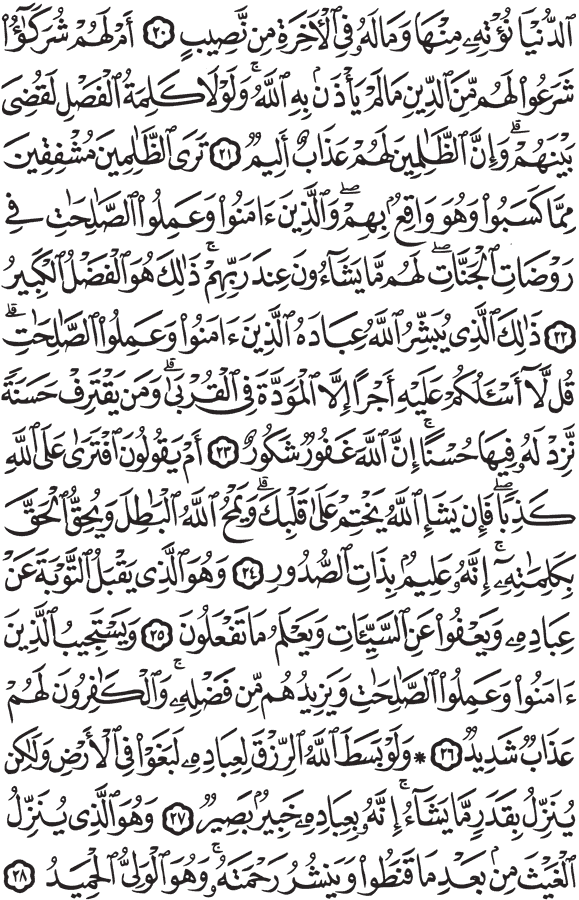 ٱلدُّنْيَا نُؤْتِهِۦ مِنْهَا وَمَا لَهُۥ فِى ٱلْـَٔاخِرَةِ مِن نَّصِيبٍ ٢٠ أَمْ لَهُمْ شُرَكَـٰٓؤُا۟
شَرَعُوا۟ لَهُم مِّنَ ٱلدِّينِ مَا لَمْ يَأْذَنۢ بِهِ ٱللَّهُ ۚ وَلَوْلَا كَلِمَةُ ٱلْفَصْلِ لَقُضِىَ
بَيْنَهُمْ ۗ وَإِنَّ ٱلظَّـٰلِمِينَ لَهُمْ عَذَابٌ أَلِيمٌ ٢١ تَرَى ٱلظَّـٰلِمِينَ مُشْفِقِينَ
مِمَّا كَسَبُوا۟ وَهُوَ وَاقِعٌۢ بِهِمْ ۗ وَٱلَّذِينَ ءَامَنُوا۟ وَعَمِلُوا۟ ٱلصَّـٰلِحَـٰتِ فِى
رَوْضَاتِ ٱلْجَنَّاتِ ۖ لَهُم مَّا يَشَآءُونَ عِندَ رَبِّهِمْ ۚ ذَٰلِكَ هُوَ ٱلْفَضْلُ ٱلْكَبِيرُ
٢٢ ذَٰلِكَ ٱلَّذِى يُبَشِّرُ ٱللَّهُ عِبَادَهُ ٱلَّذِينَ ءَامَنُوا۟ وَعَمِلُوا۟ ٱلصَّـٰلِحَـٰتِ ۗ
قُل لَّآ أَسْـَٔلُكُمْ عَلَيْهِ أَجْرًا إِلَّا ٱلْمَوَدَّةَ فِى ٱلْقُرْبَىٰ ۗ وَمَن يَقْتَرِفْ حَسَنَةً
نَّزِدْ لَهُۥ فِيهَا حُسْنًا ۚ إِنَّ ٱللَّهَ غَفُورٌ شَكُورٌ ٢٣ أَمْ يَقُولُونَ ٱفْتَرَىٰ عَلَى ٱللَّهِ
كَذِبًا ۖ فَإِن يَشَإِ ٱللَّهُ يَخْتِمْ عَلَىٰ قَلْبِكَ ۗ وَيَمْحُ ٱللَّهُ ٱلْبَـٰطِلَ وَيُحِقُّ ٱلْحَقَّ
بِكَلِمَـٰتِهِۦٓ ۚ إِنَّهُۥ عَلِيمٌۢ بِذَاتِ ٱلصُّدُورِ ٢٤ وَهُوَ ٱلَّذِى يَقْبَلُ ٱلتَّوْبَةَ عَنْ
عِبَادِهِۦ وَيَعْفُوا۟ عَنِ ٱلسَّيِّـَٔاتِ وَيَعْلَمُ مَا تَفْعَلُونَ ٢٥ وَيَسْتَجِيبُ ٱلَّذِينَ
ءَامَنُوا۟ وَعَمِلُوا۟ ٱلصَّـٰلِحَـٰتِ وَيَزِيدُهُم مِّن فَضْلِهِۦ ۚ وَٱلْكَـٰفِرُونَ لَهُمْ
عَذَابٌ شَدِيدٌ ٢٦ * وَلَوْ بَسَطَ ٱللَّهُ ٱلرِّزْقَ لِعِبَادِهِۦ لَبَغَوْا۟ فِى ٱلْأَرْضِ وَلَـٰكِن
يُنَزِّلُ بِقَدَرٍ مَّا يَشَآءُ ۚ إِنَّهُۥ بِعِبَادِهِۦ خَبِيرٌۢ بَصِيرٌ ٢٧ وَهُوَ ٱلَّذِى يُنَزِّلُ
ٱلْغَيْثَ مِنۢ بَعْدِ مَا قَنَطُوا۟ وَيَنشُرُ رَحْمَتَهُۥ ۚ وَهُوَ ٱلْوَلِىُّ ٱلْحَمِيدُ ٢٨